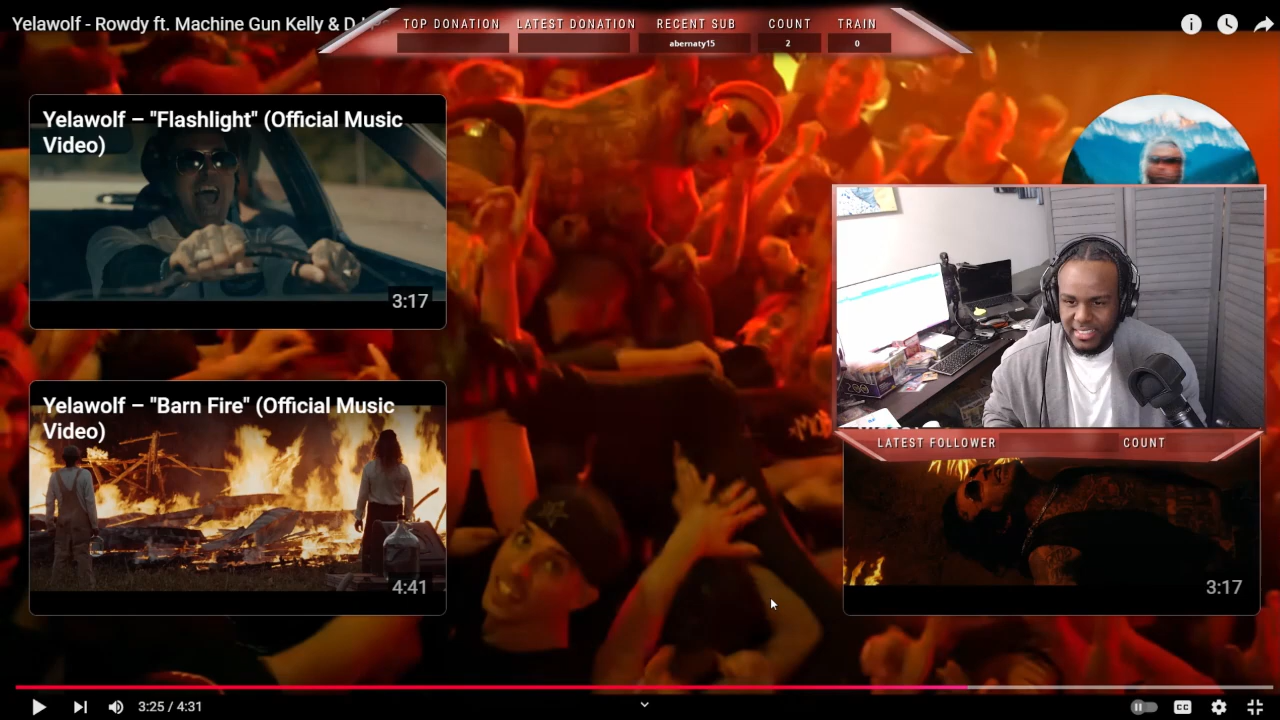 Yelawolf - Rowdy ft. Machine Gun Kelly & D
TOP DONATION
LATEST DONATION
RECENT SUB
COUNT
TRAIN
abernaty15
2
0
Yelawolf – "Flashlight" (Official Music
Video)
3:17
Yelawolf – "Barn Fire" (Official Music
Video)
4:41
LATEST FOLLOWER
COUNT
3:17
3:25 / 4:31
CC